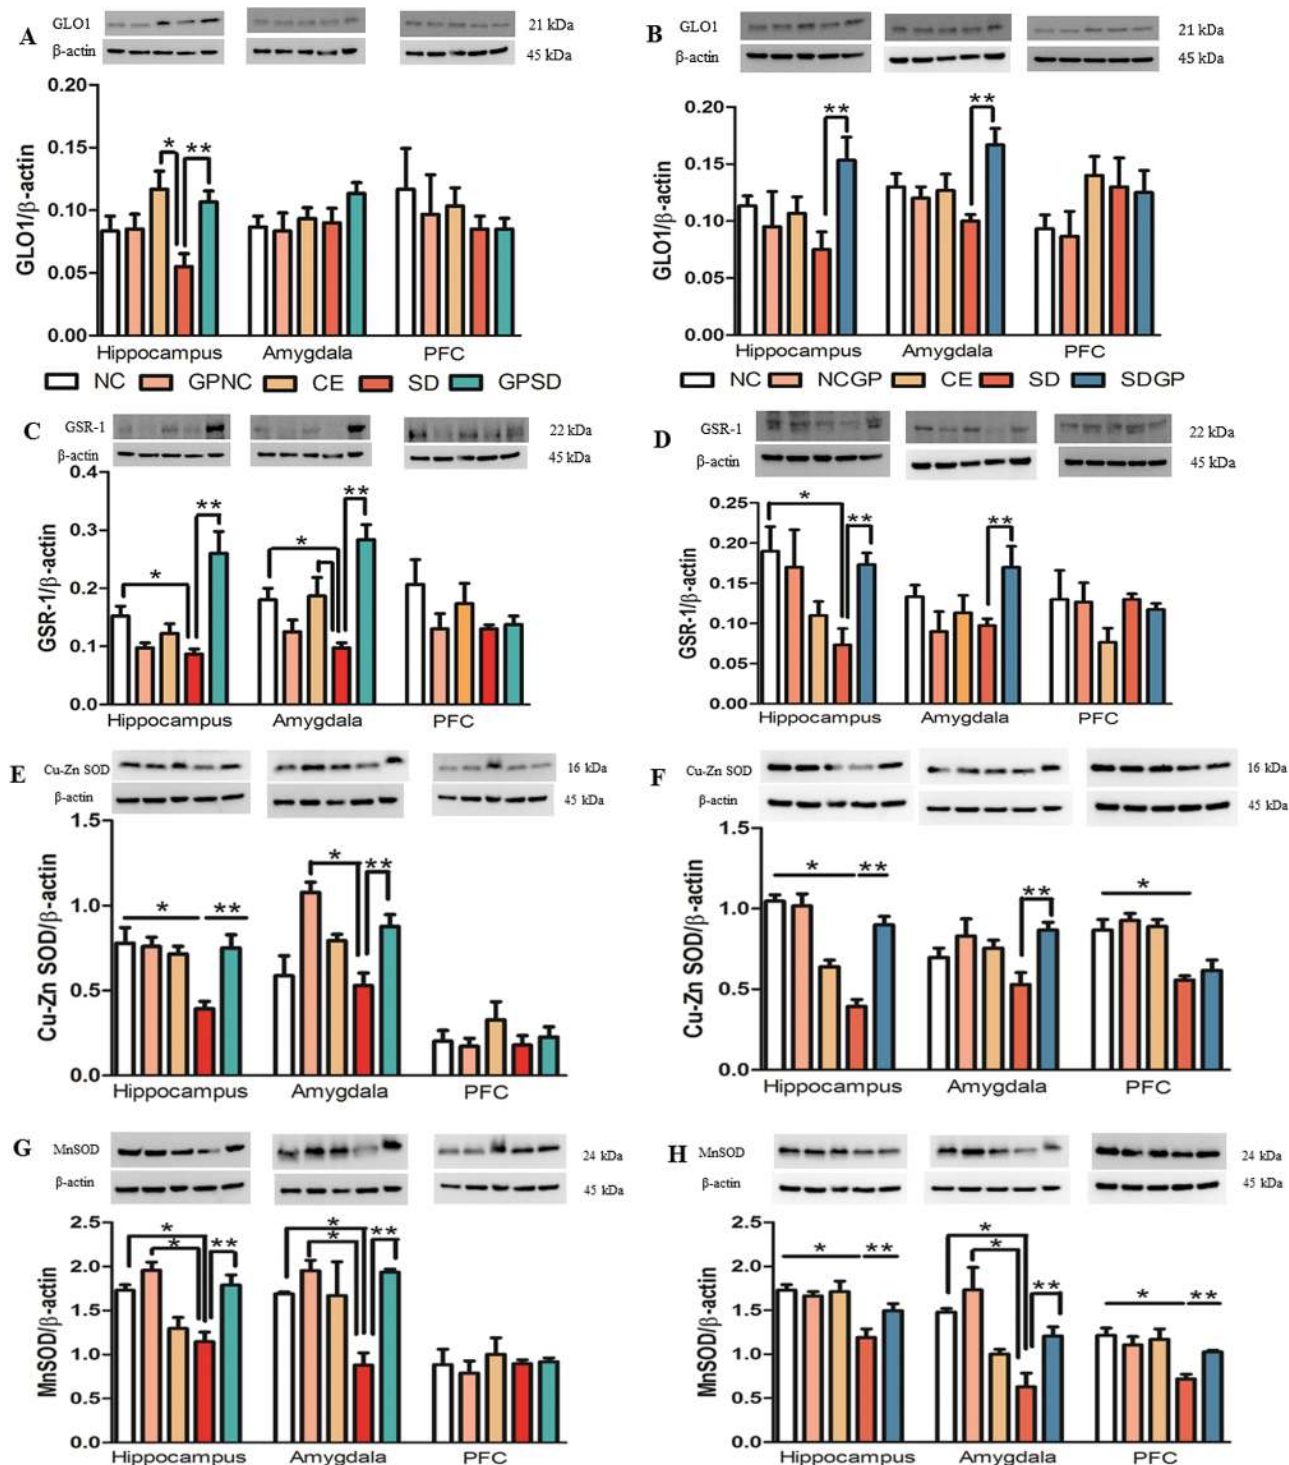 A
GLO1
21 kDa
β-actin
45 kDa
GLO1/β-actin
0.20
0.15
0.10
0.05
0.00
* **
Hippocampus Amygdala PFC
NC GPNC CE SD GPSD
B
GLO1
21 kDa
β-actin
45 kDa
GLO1/β-actin
0.20
0.15
0.10
0.05
0.00
** **
Hippocampus Amygdala PFC
NC NCGP CE SD SDGP
C
GSR-1
22 kDa
β-actin
45 kDa
GSR-1/β-actin
0.4
0.3
0.2
0.1
0.0
* ** * **
Hippocampus Amygdala PFC
D
GSR-1
22 kDa
β-actin
45 kDa
GSR-1/β-actin
0.25
0.20
0.15
0.10
0.05
0.00
* ** **
Hippocampus Amygdala PFC
E
Cu-Zn SOD
16 kDa
β-actin
45 kDa
Cu-Zn SOD/β-actin
1.5
1.0
0.5
0.0
* ** * **
Hippocampus Amygdala PFC
F
Cu-Zn SOD
16 kDa
β-actin
45 kDa
Cu-Zn SOD/β-actin
1.5
1.0
0.5
0.0
* ** ** *
Hippocampus Amygdala PFC
G
MnSOD
24 kDa
β-actin
45 kDa
MnSOD/β-actin
2.5
2.0
1.5
1.0
0.5
0.0
* * ** * * **
Hippocampus Amygdala PFC
H
MnSOD
24 kDa
β-actin
45 kDa
MnSOD/β-actin
2.5
2.0
1.5
1.0
0.5
0.0
* ** * * ** * **
Hippocampus Amygdala PFC